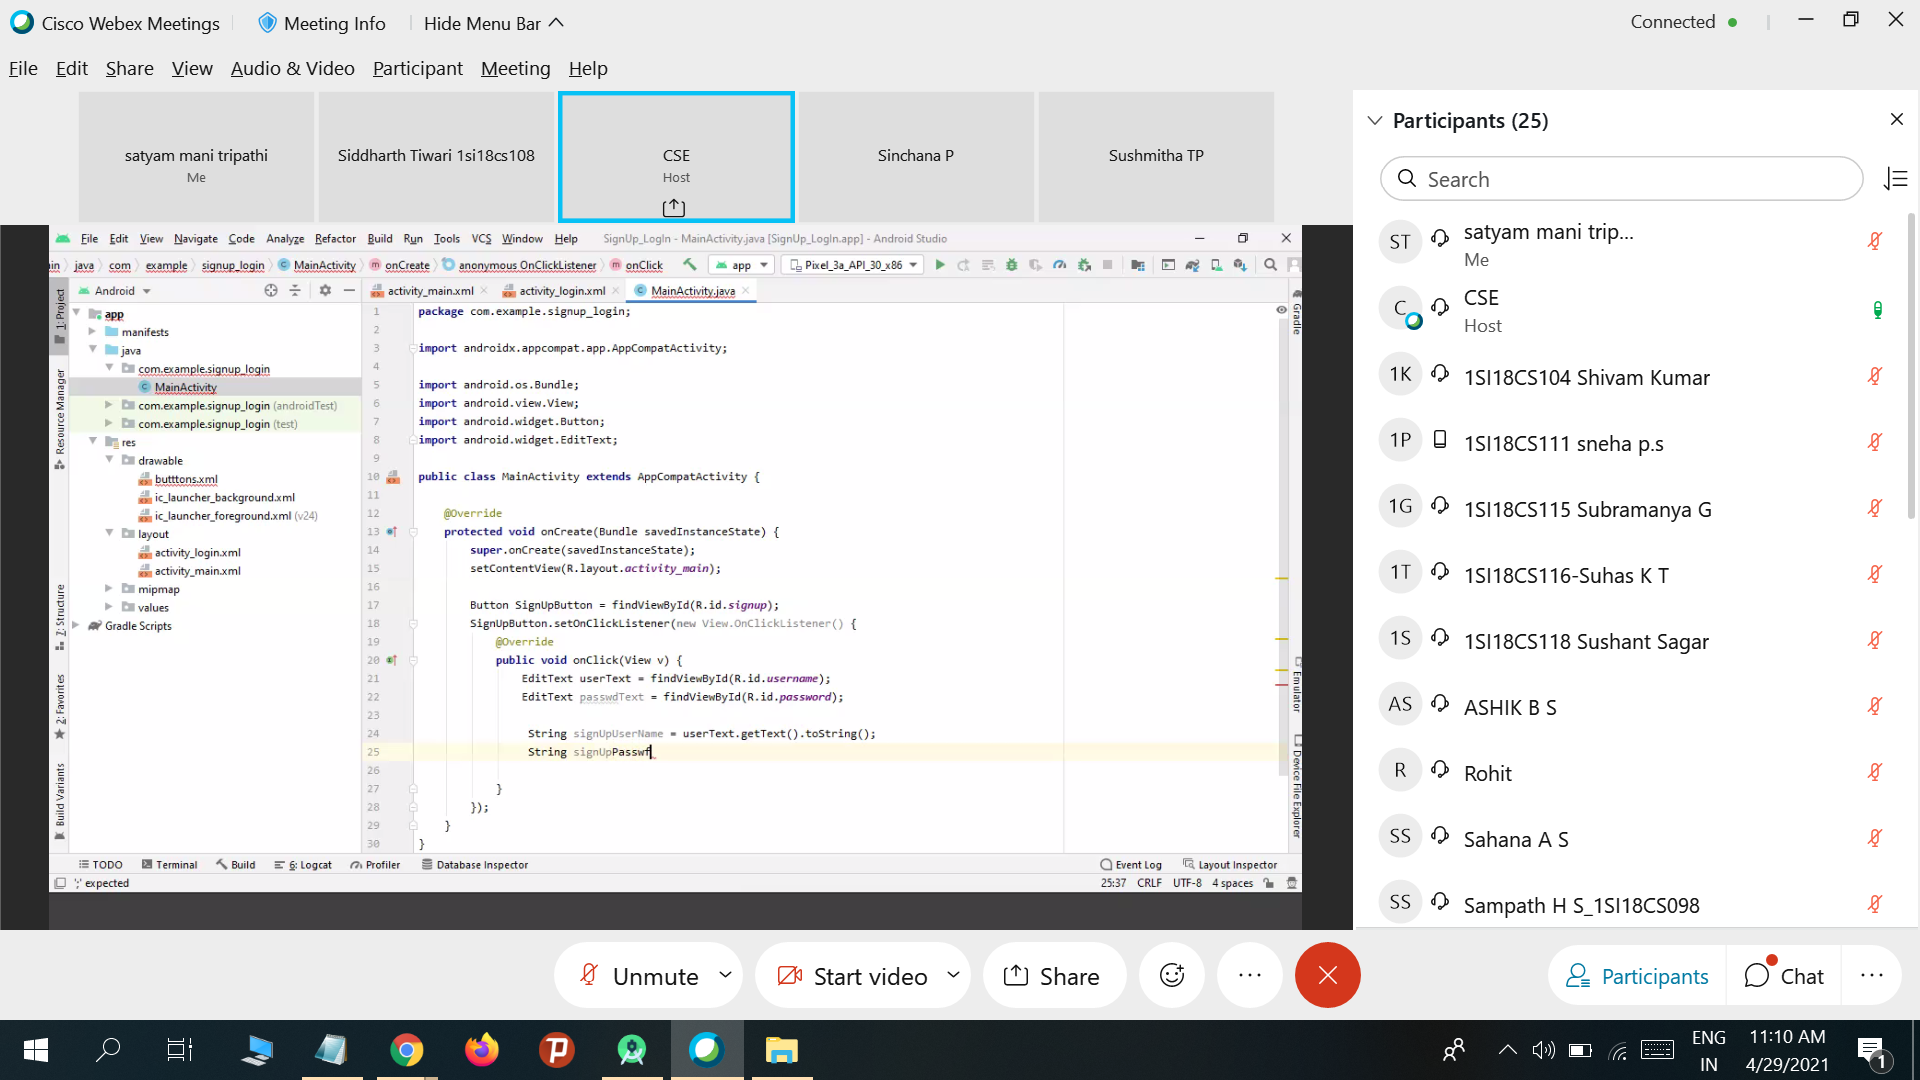 Cisco Webex Meetings Meeting Info Hide Menu Bar Connected
File Edit Share View Audio & Video Participant Meeting Help
satyam mani tripathi
Me
Siddharth Tiwari 1si18cs108
CSE
Host
Sinchana P
Sushmitha TP
File Edit View Navigate Code Analyze Refactor Build Run Tools VCS Window Help SignUp_LogIn - MainActivity.java [SignUp_LogIn.app] - Android Studio
in java com example signup_login MainActivity onCreate anonymous OnClickListener onClick app Pixel_3a_API_30_x86
Android
activity_main.xml activity_login.xml MainActivity.java
1: Project
Resource Manager
7: Structure
2: Favorites
Build Variants
app
manifests
java
com.example.signup_login
MainActivity
com.example.signup_login (androidTest)
com.example.signup_login (test)
res
drawable
butttons.xml
ic_launcher_background.xml
ic_launcher_foreground.xml (v24)
layout
activity_login.xml
activity_main.xml
mipmap
values
Gradle Scripts
1 package com.example.signup_login;
2
3 import androidx.appcompat.app.AppCompatActivity;
4
5 import android.os.Bundle;
6 import android.view.View;
7 import android.widget.Button;
8 import android.widget.EditText;
9
10 public class MainActivity extends AppCompatActivity {
11
12 @Override
13 protected void onCreate(Bundle savedInstanceState) {
14 super.onCreate(savedInstanceState);
15 setContentView(R.layout.activity_main);
16
17 Button SignUpButton = findViewById(R.id.signup);
18 SignUpButton.setOnClickListener(new View.OnClickListener() {
19 @Override
20 public void onClick(View v) {
21 EditText userText = findViewById(R.id.username);
22 EditText passwdText = findViewById(R.id.password);
23
24 String signUpUserName = userText.getText().toString();
25 String signUpPasswf
26
27 }
28 });
29 }
30 }
Gradle
Emulator
Device File Explorer
TODO Terminal Build 6: Logcat Profiler Database Inspector Event Log Layout Inspector
';' expected 25:37 CRLF UTF-8 4 spaces
Participants (25)
Search
ST satyam mani trip...
Me
C CSE
Host
1K 1SI18CS104 Shivam Kumar
1P 1SI18CS111 sneha p.s
1G 1SI18CS115 Subramanya G
1T 1SI18CS116-Suhas K T
1S 1SI18CS118 Sushant Sagar
AS ASHIK B S
R Rohit
SS Sahana A S
SS Sampath H S_1SI18CS098
Unmute Start video Share Participants Chat
ENG
IN
11:10 AM
4/29/2021
1